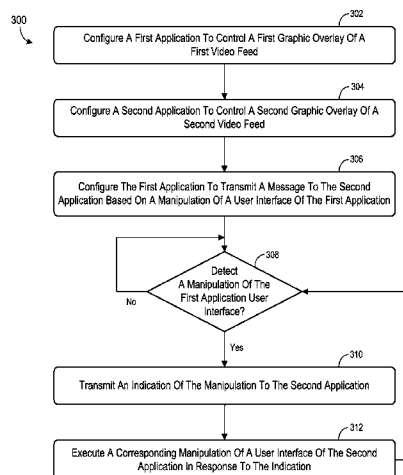 300
302
Configure A First Application To Control A First Graphic Overlay Of A
First Video Feed
304
Configure A Second Application To Control A Second Graphic Overlay Of A
Second Video Feed
306
Configure The First Application To Transmit A Message To The Second
Application Based On A Manipulation Of A User Interface Of The First Application
308
Detect
A Manipulation Of The
First Application User
Interface?
No
Yes
310
Transmit An Indication Of The Manipulation To The Second Application
312
Execute A Corresponding Manipulation Of A User Interface Of The Second
Application In Response To The Indication